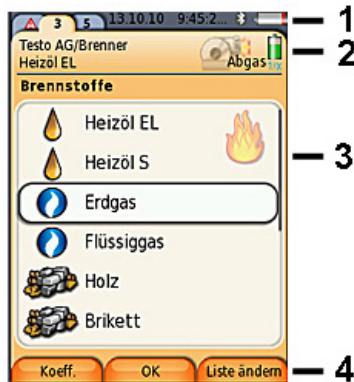 3 5 13.10.10 9:45:2... 1
Testo AG/Brenner
Heizöl EL
Abgas 1/x 2
Brennstoffe
Heizöl EL
Heizöl S 3
Erdgas
Flüssiggas
Holz
Brikett
Koeff. OK Liste ändern 4